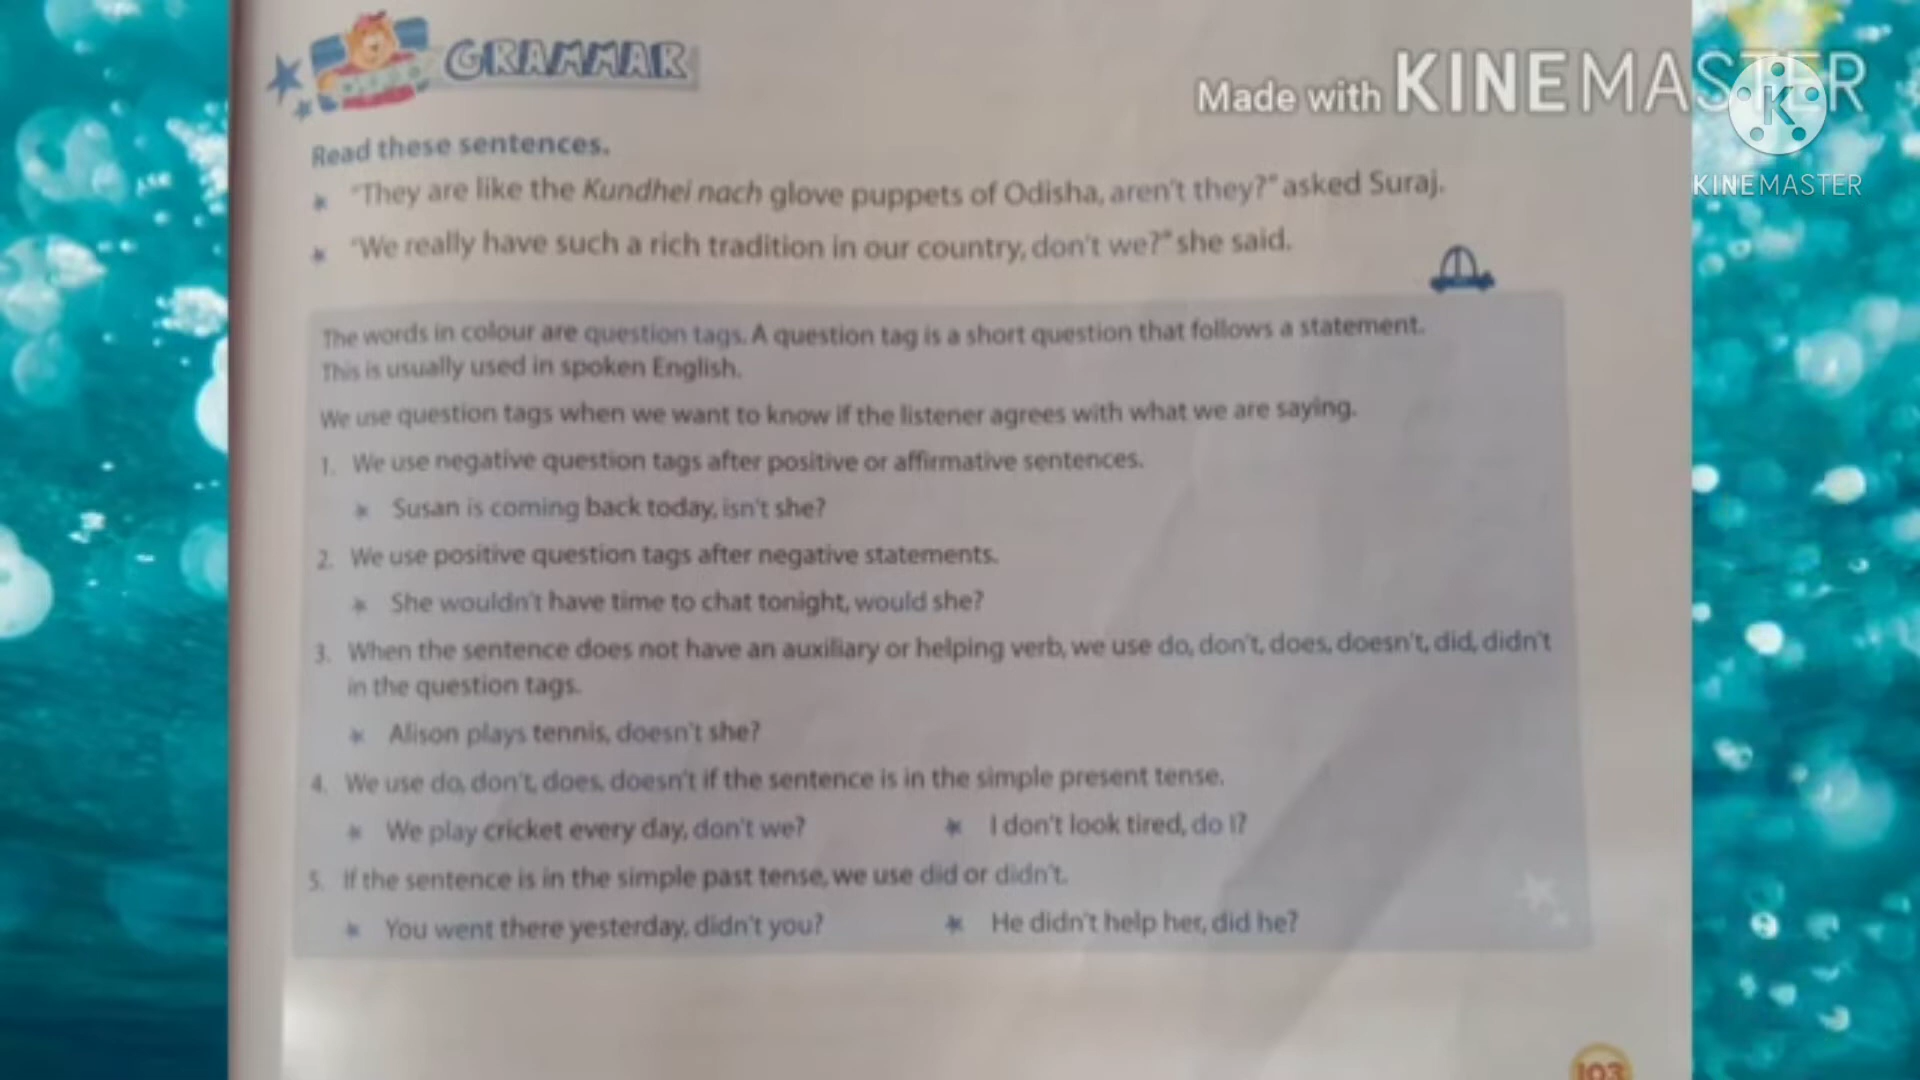 GRAMMAR
Made with KINEMASTER
KINEMASTER
Read these sentences.
"They are like the Kundhei nach glove puppets of Odisha, aren't they?" asked Suraj.
"We really have such a rich tradition in our country, don't we?" she said.
The words in colour are question tags. A question tag is a short question that follows a statement.
This is usually used in spoken English.
We use question tags when we want to know if the listener agrees with what we are saying.
1. We use negative question tags after positive or affirmative sentences.
Susan is coming back today, isn't she?
2. We use positive question tags after negative statements.
She wouldn't have time to chat tonight, would she?
3. When the sentence does not have an auxiliary or helping verb, we use do, don't, does, doesn't, did, didn't
in the question tags.
Alison plays tennis, doesn't she?
4. We use do, don't, does, doesn't if the sentence is in the simple present tense.
We play cricket every day, don't we? I don't look tired, do I?
5. If the sentence is in the simple past tense, we use did or didn't.
You went there yesterday, didn't you? He didn't help her, did he?
103